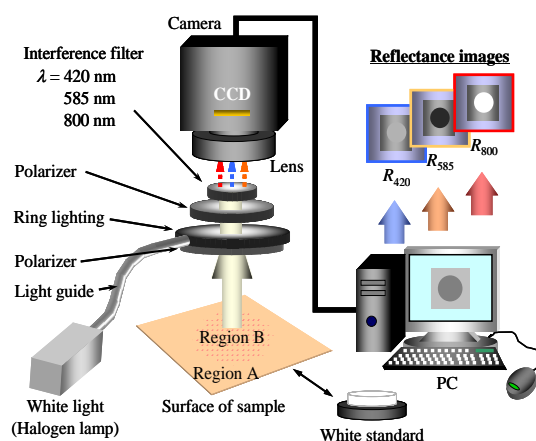 Camera
Interference filter
λ = 420 nm
585 nm
800 nm
CCD
Lens
Polarizer
Ring lighting
Polarizer
Light guide
White light
(Halogen lamp)
Region B
Region A
Surface of sample
White standard
Reflectance images
R420
R585
R800
PC